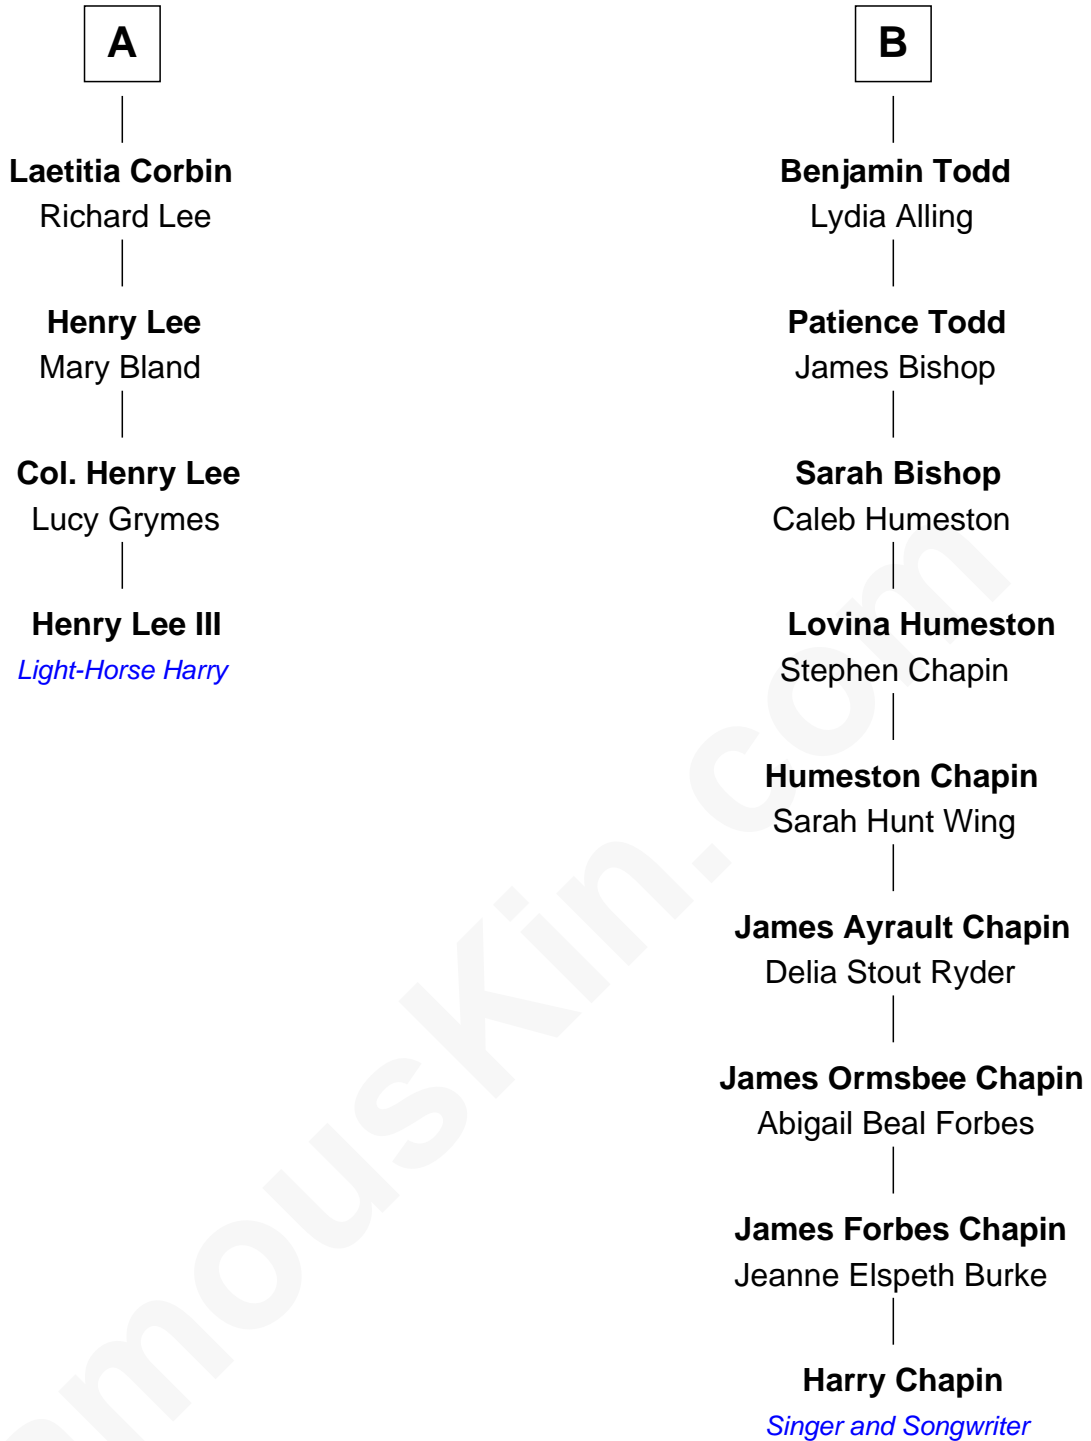 A
Laetitia Corbin
Richard Lee
Henry Lee
Mary Bland
Col. Henry Lee
Lucy Grymes
Henry Lee III
Light-Horse Harry
B
Benjamin Todd
Lydia Alling
Patience Todd
James Bishop
Sarah Bishop
Caleb Humeston
Lovina Humeston
Stephen Chapin
Humeston Chapin
Sarah Hunt Wing
James Ayrault Chapin
Delia Stout Ryder
James Ormsbee Chapin
Abigail Beal Forbes
James Forbes Chapin
Jeanne Elspeth Burke
Harry Chapin
Singer and Songwriter
amousKin.com